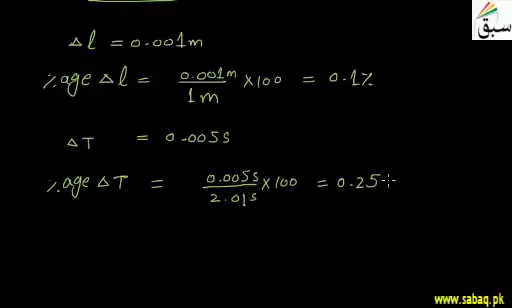 سبق
Δl = 0.001m
%age Δl = 0.001m/1m ×100 = 0.1%
ΔT = 0.005s
%age ΔT = 0.005s/2.01s ×100 = 0.25
www.sabaq.pk